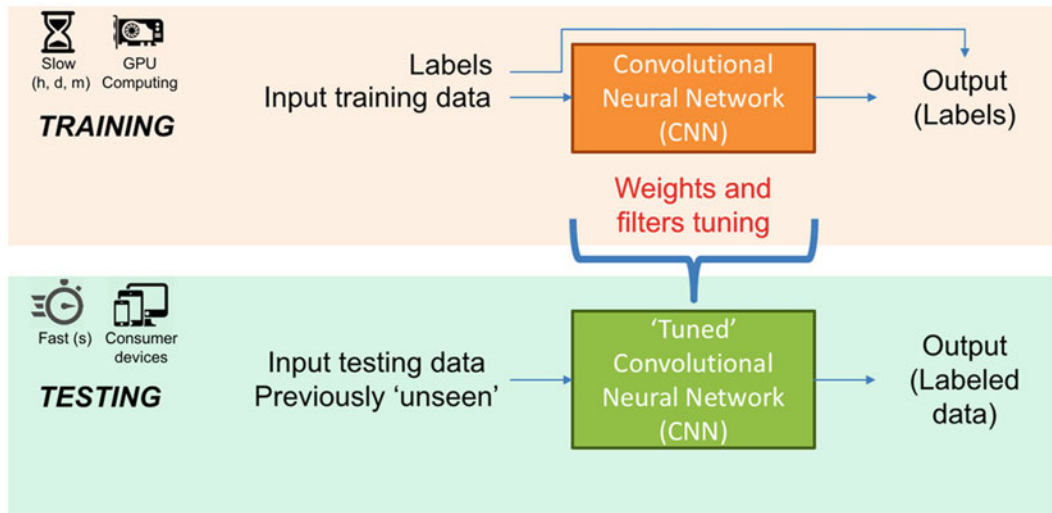 Slow
(h, d, m)
GPU
Computing
TRAINING
Labels
Input training data
Convolutional
Neural Network
(CNN)
Output
(Labels)
Weights and
filters tuning
Fast (s)
Consumer
devices
TESTING
Input testing data
Previously ‘unseen’
‘Tuned’
Convolutional
Neural Network
(CNN)
Output
(Labeled
data)